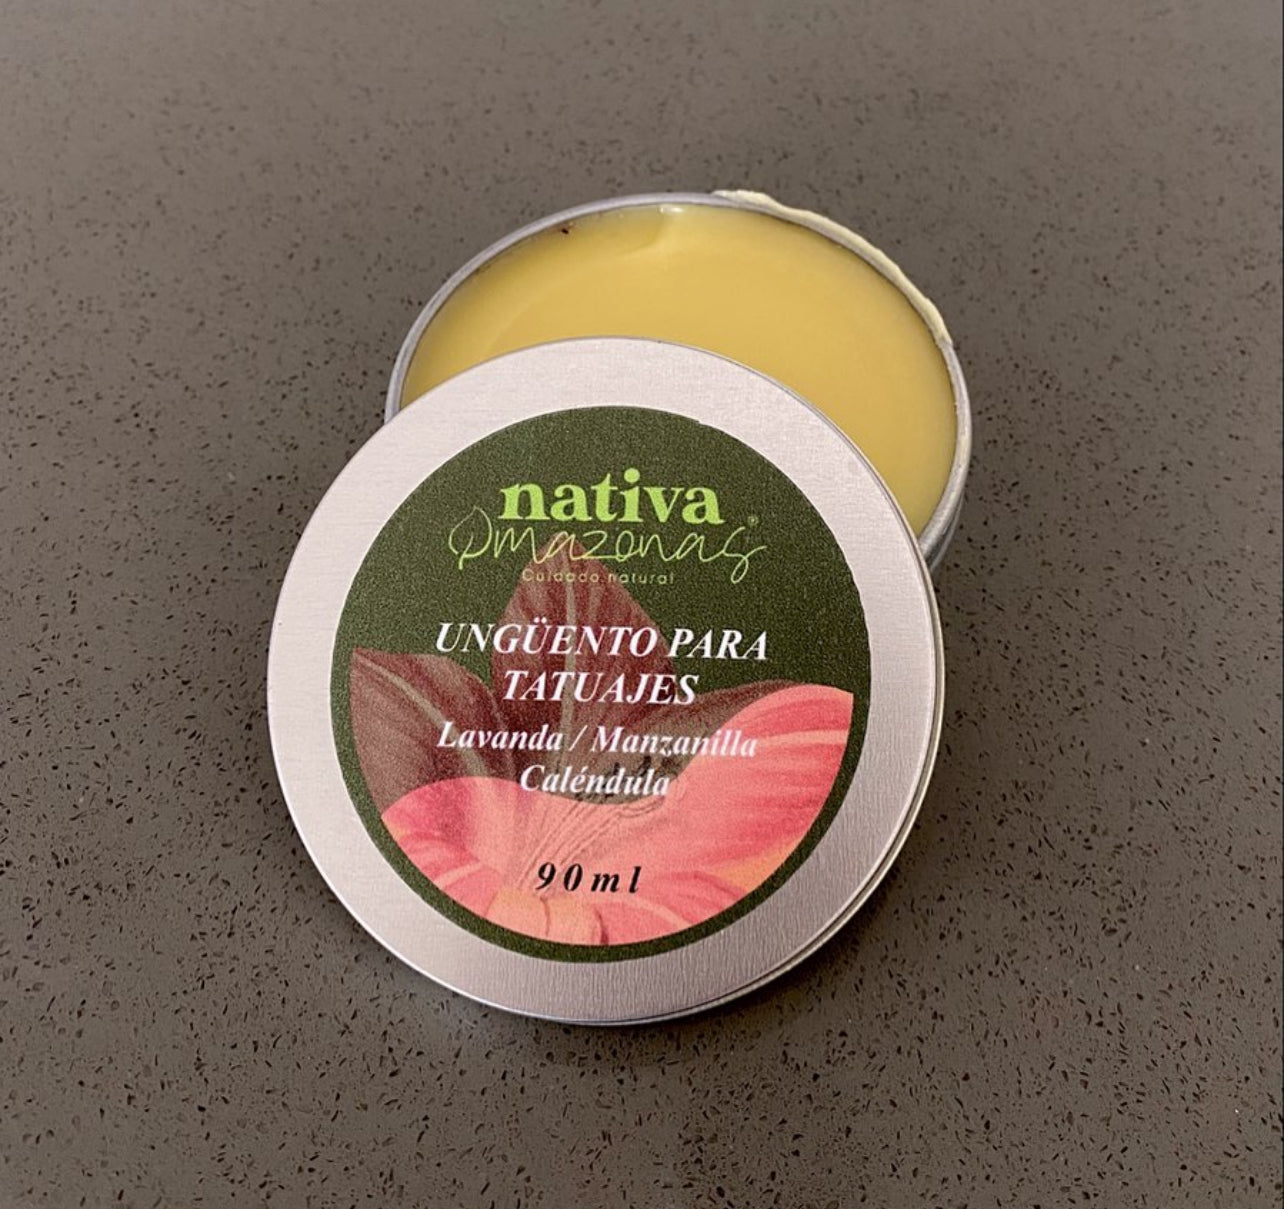 nativa
amazonas®
Cuidado natural
UNGÜENTO PARA
TATUAJES
Lavanda / Manzanilla
Caléndula
90ml